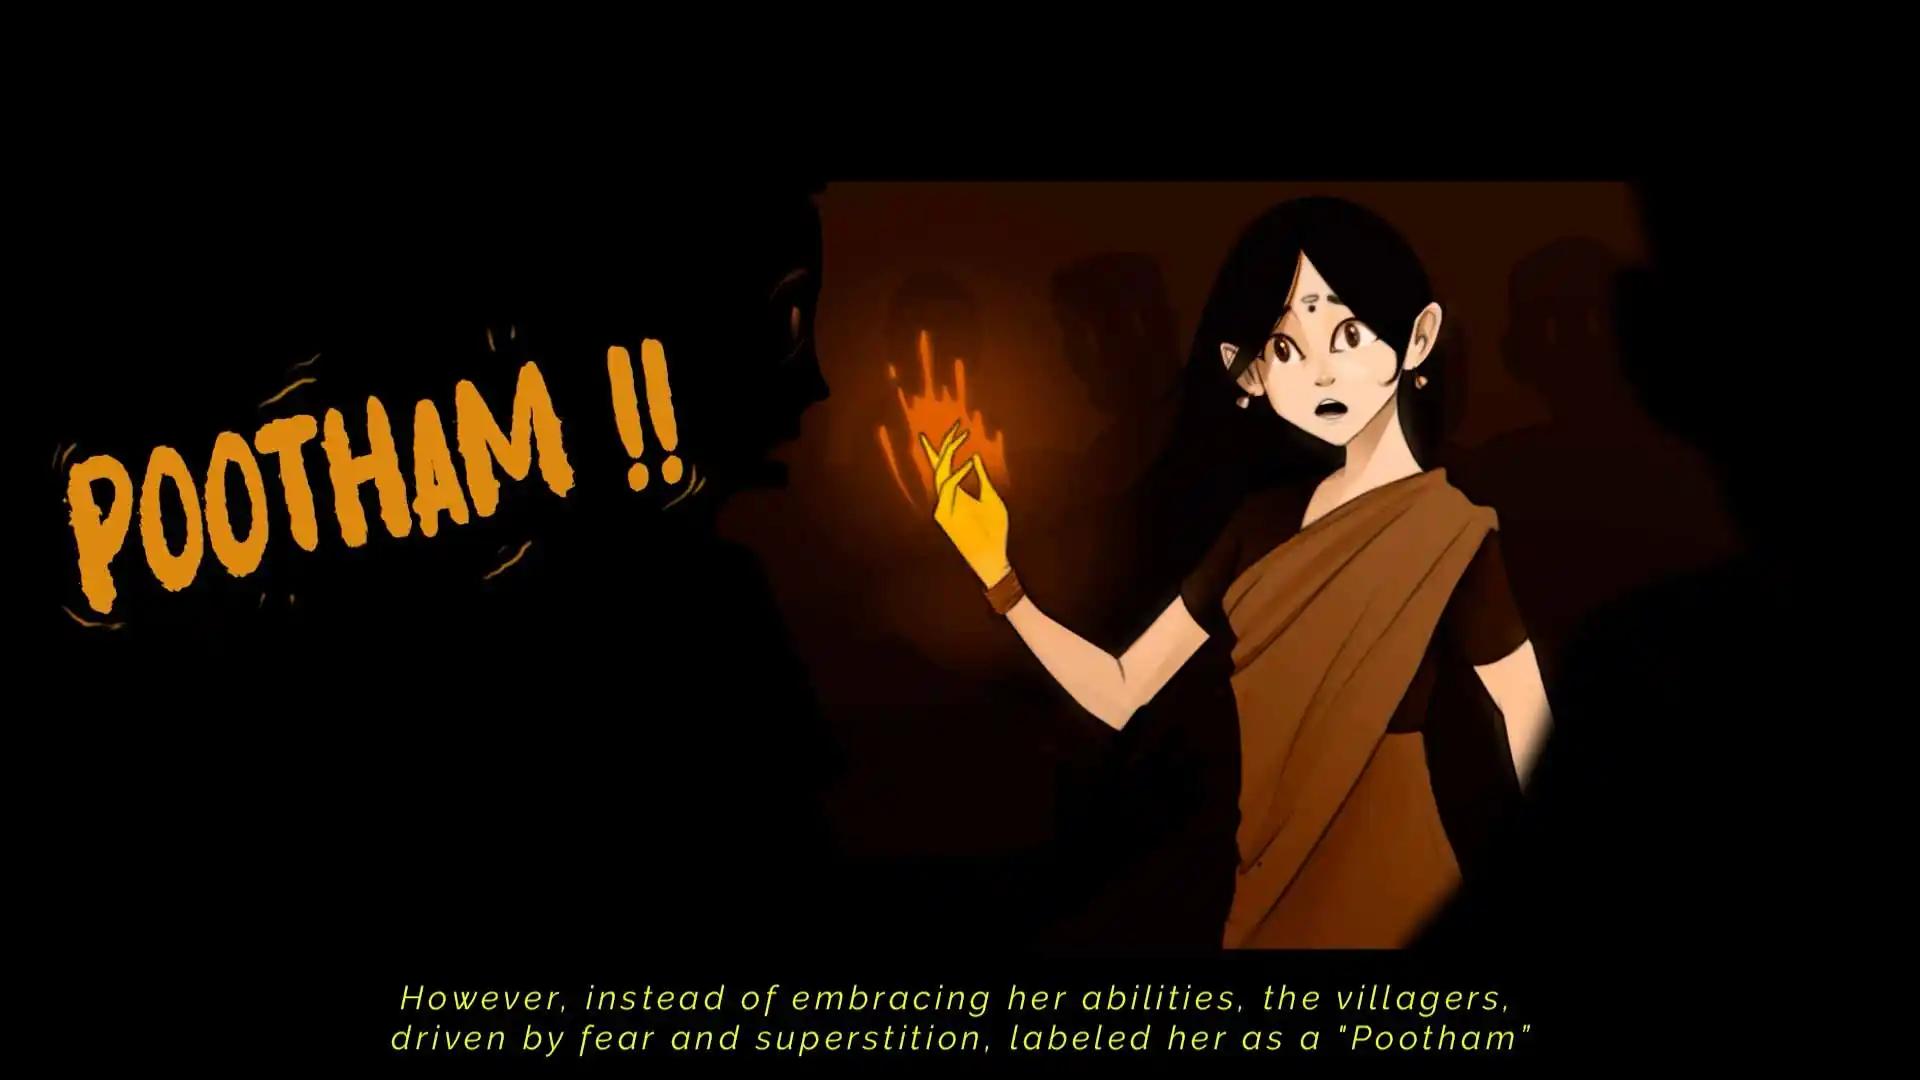 POOTHAM !!
However, instead of embracing her abilities, the villagers,
driven by fear and superstition, labeled her as a "Pootham”